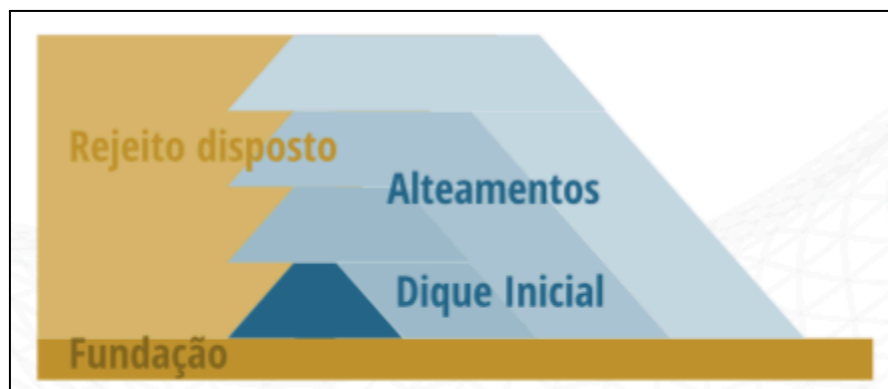 Rejeito disposto
Alteamentos
Dique Inicial
Fundação